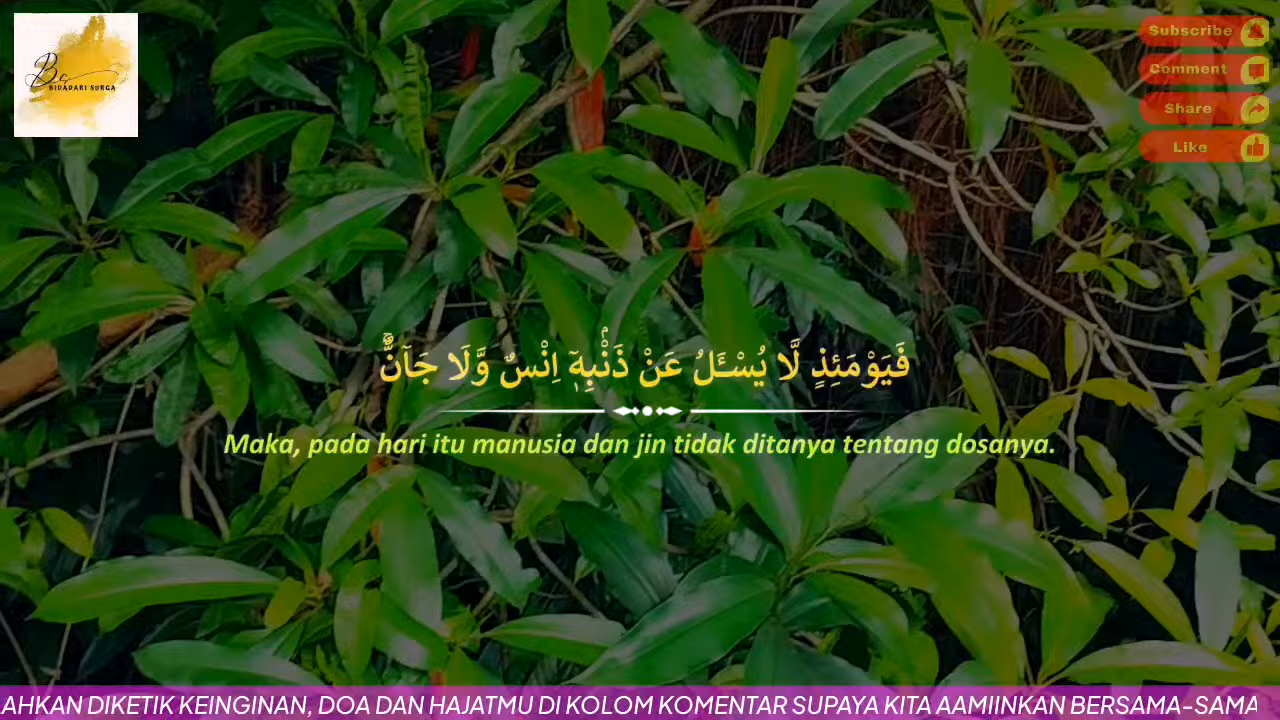 Bs
BIDADARI SURGA
Subscribe
Comment
Share
Like
فَيَوْمَئِذٍ لَّا يُسْـَٔلُ عَنْ ذَنْۢبِهٖٓ اِنْسٌ وَّلَا جَاۤنٌّۚ
Maka, pada hari itu manusia dan jin tidak ditanya tentang dosanya.
AHKAN DIKETIK KEINGINAN, DOA DAN HAJATMU DI KOLOM KOMENTAR SUPAYA KITA AAMIINKAN BERSAMA-SAMA